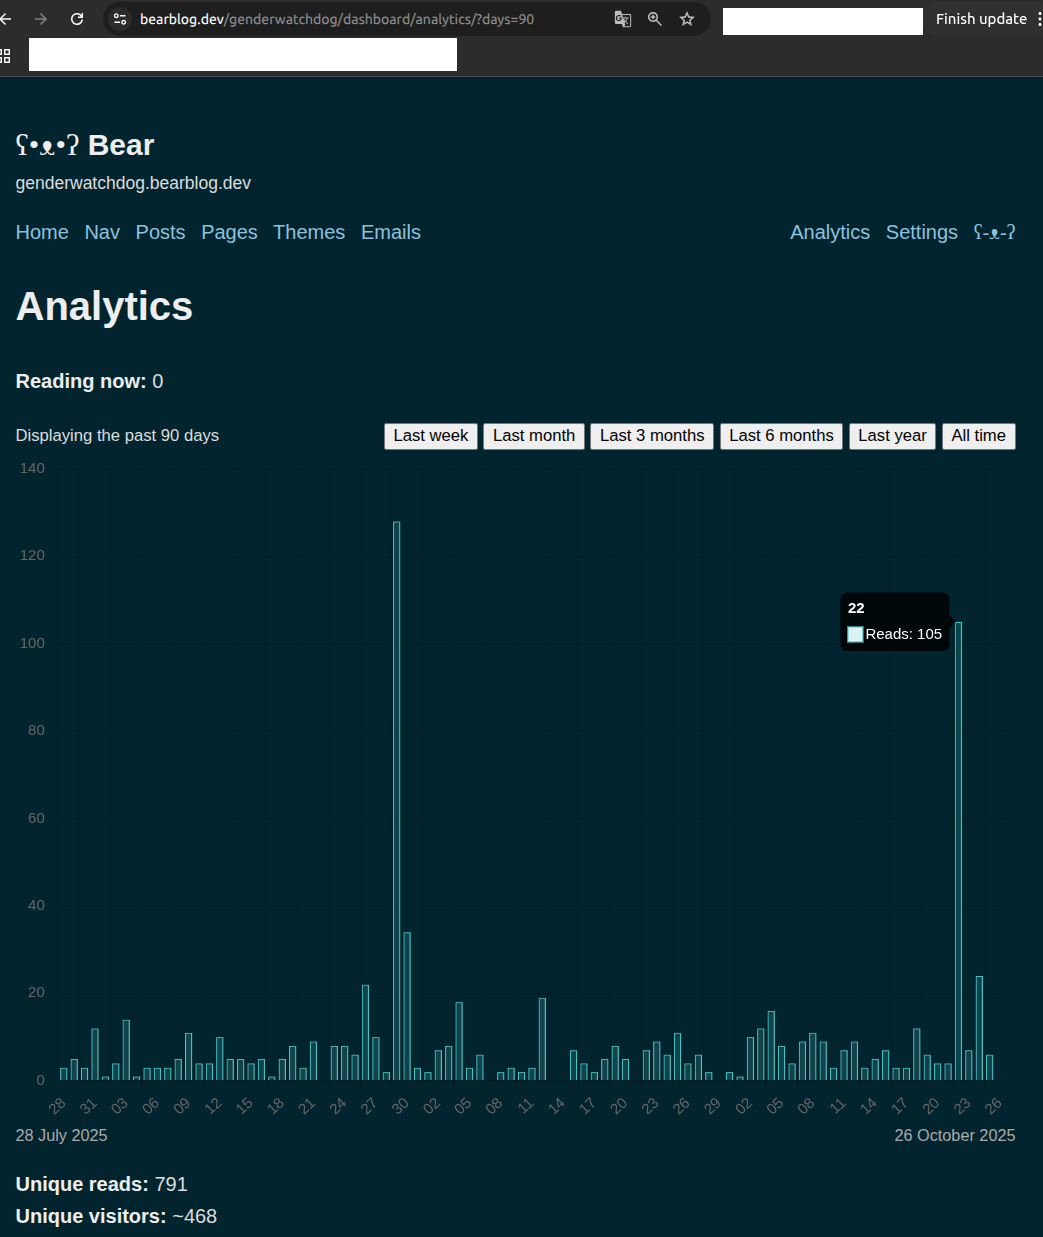 bearblog.dev/genderwatchdog/dashboard/analytics/?days=90
Finish update
ʕ•ᴥ•ʔ Bear
genderwatchdog.bearblog.dev
Home Nav Posts Pages Themes Emails Analytics Settings ʕ-ᴥ-ʔ
Analytics
Reading now: 0
Displaying the past 90 days Last week Last month Last 3 months Last 6 months Last year All time
140
120
22
Reads: 105
100
80
60
40
20
0
28 31 03 06 09 12 15 18 21 24 27 30 02 05 08 11 14 17 20 23 26 29 02 05 08 11 14 17 20 23 26
28 July 2025 26 October 2025
Unique reads: 791
Unique visitors: ~468